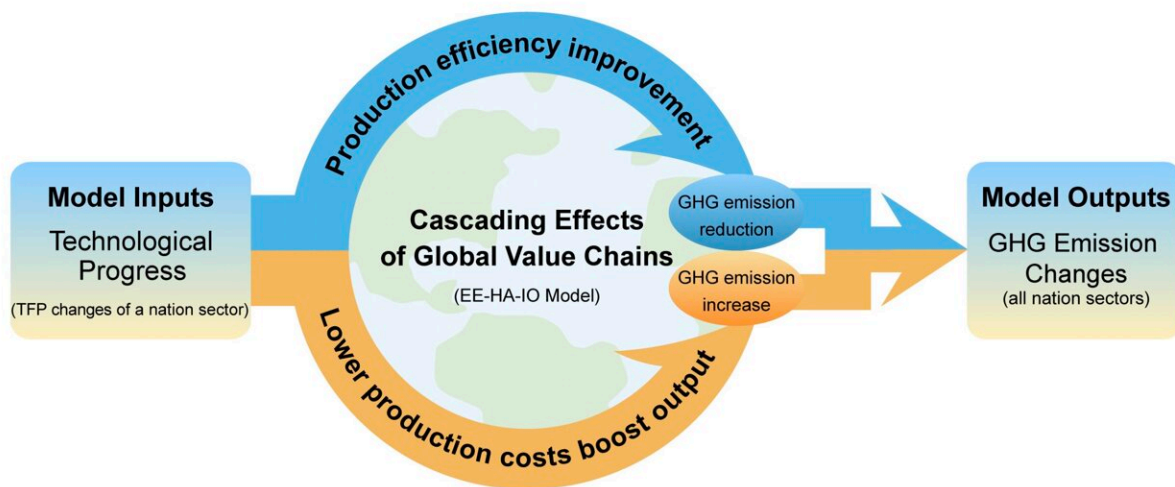 Production efficiency improvement
Model Inputs
Technological
Progress
(TFP changes of a nation sector)
Cascading Effects
of Global Value Chains
(EE-HA-IO Model)
GHG emission
reduction
GHG emission
increase
Model Outputs
GHG Emission
Changes
(all nation sectors)
Lower production costs boost output